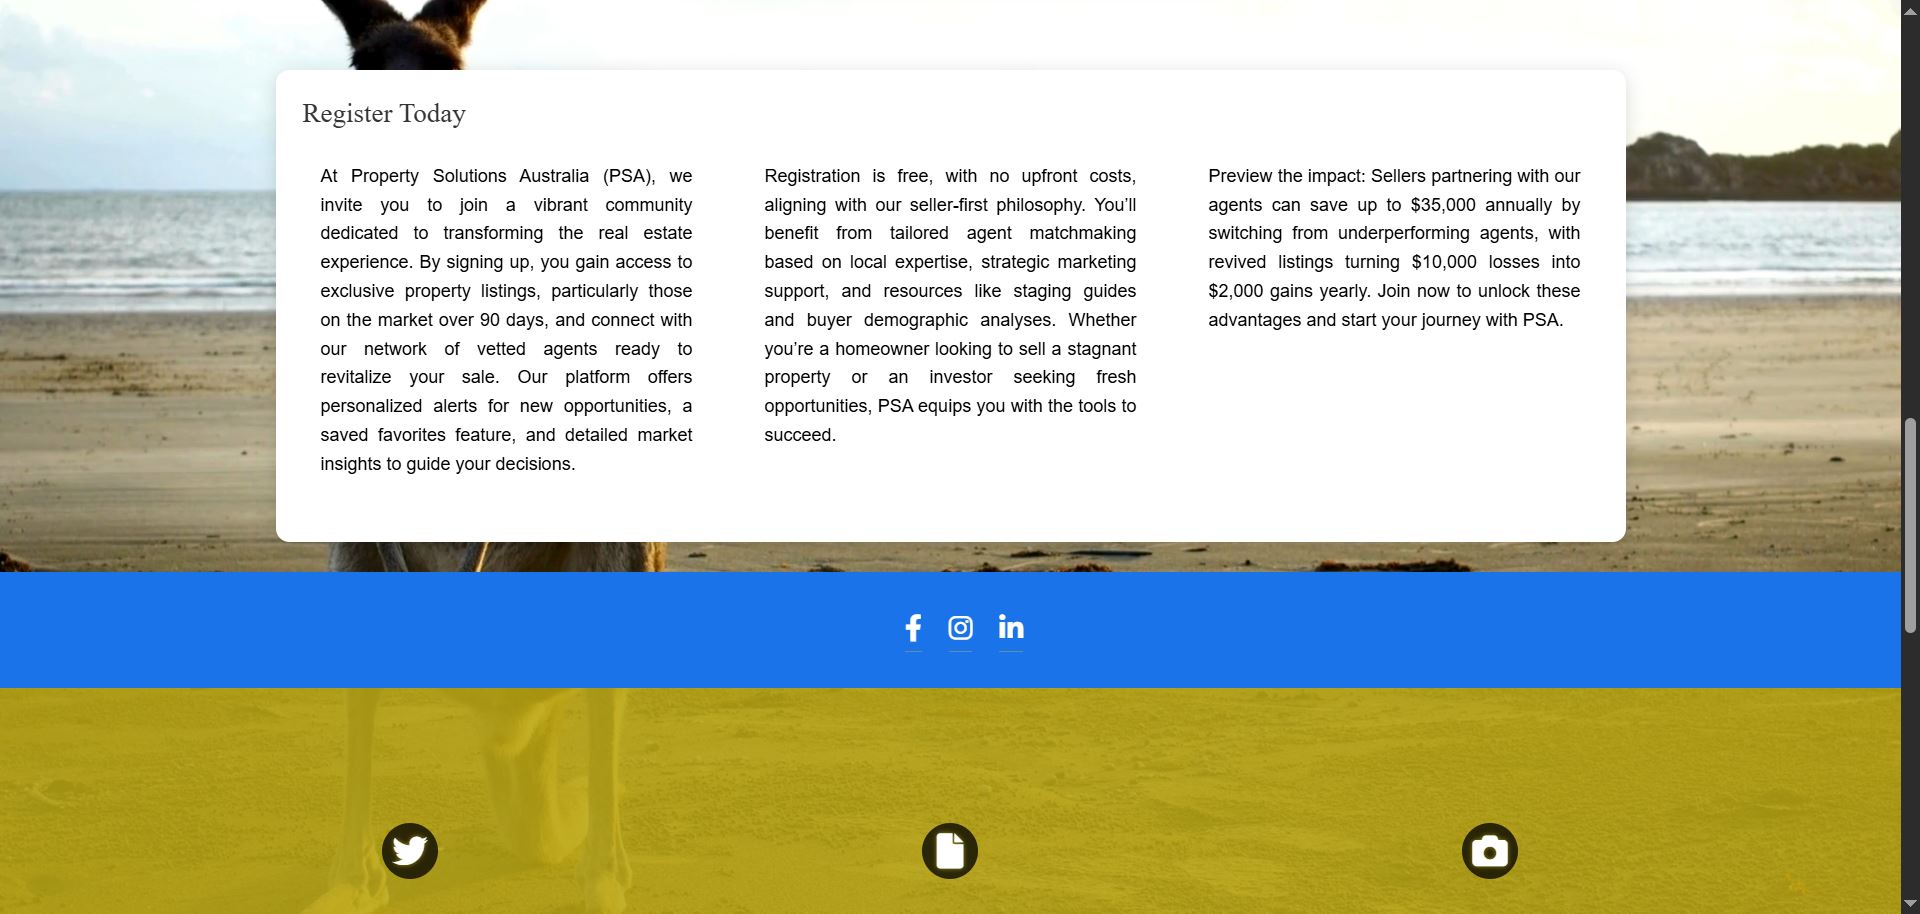 Register Today
At Property Solutions Australia (PSA), we
invite you to join a vibrant community
dedicated to transforming the real estate
experience. By signing up, you gain access to
exclusive property listings, particularly those
on the market over 90 days, and connect with
our network of vetted agents ready to
revitalize your sale. Our platform offers
personalized alerts for new opportunities, a
saved favorites feature, and detailed market
insights to guide your decisions.
Registration is free, with no upfront costs,
aligning with our seller-first philosophy. You’ll
benefit from tailored agent matchmaking
based on local expertise, strategic marketing
support, and resources like staging guides
and buyer demographic analyses. Whether
you’re a homeowner looking to sell a stagnant
property or an investor seeking fresh
opportunities, PSA equips you with the tools to
succeed.
Preview the impact: Sellers partnering with our
agents can save up to $35,000 annually by
switching from underperforming agents, with
revived listings turning $10,000 losses into
$2,000 gains yearly. Join now to unlock these
advantages and start your journey with PSA.